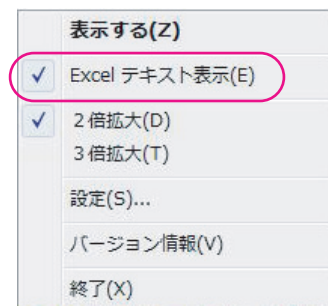 表示する(Z)
Excel テキスト表示(E)
2倍拡大(D)
3倍拡大(T)
設定(S)...
バージョン情報(V)
終了(X)